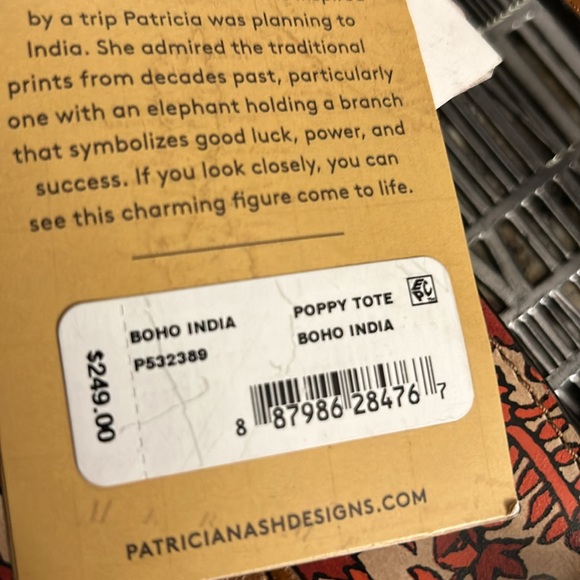 by a trip Patricia was planning to
India. She admired the traditional
prints from decades past, particularly
one with an elephant holding a branch
that symbolizes good luck, power, and
success. If you look closely, you can
see this charming figure come to life.
$249.00
BOHO INDIA
P532389
POPPY TOTE
BOHO INDIA
EPC
8 87986 28476 7
PATRICIANASHDESIGNS.COM